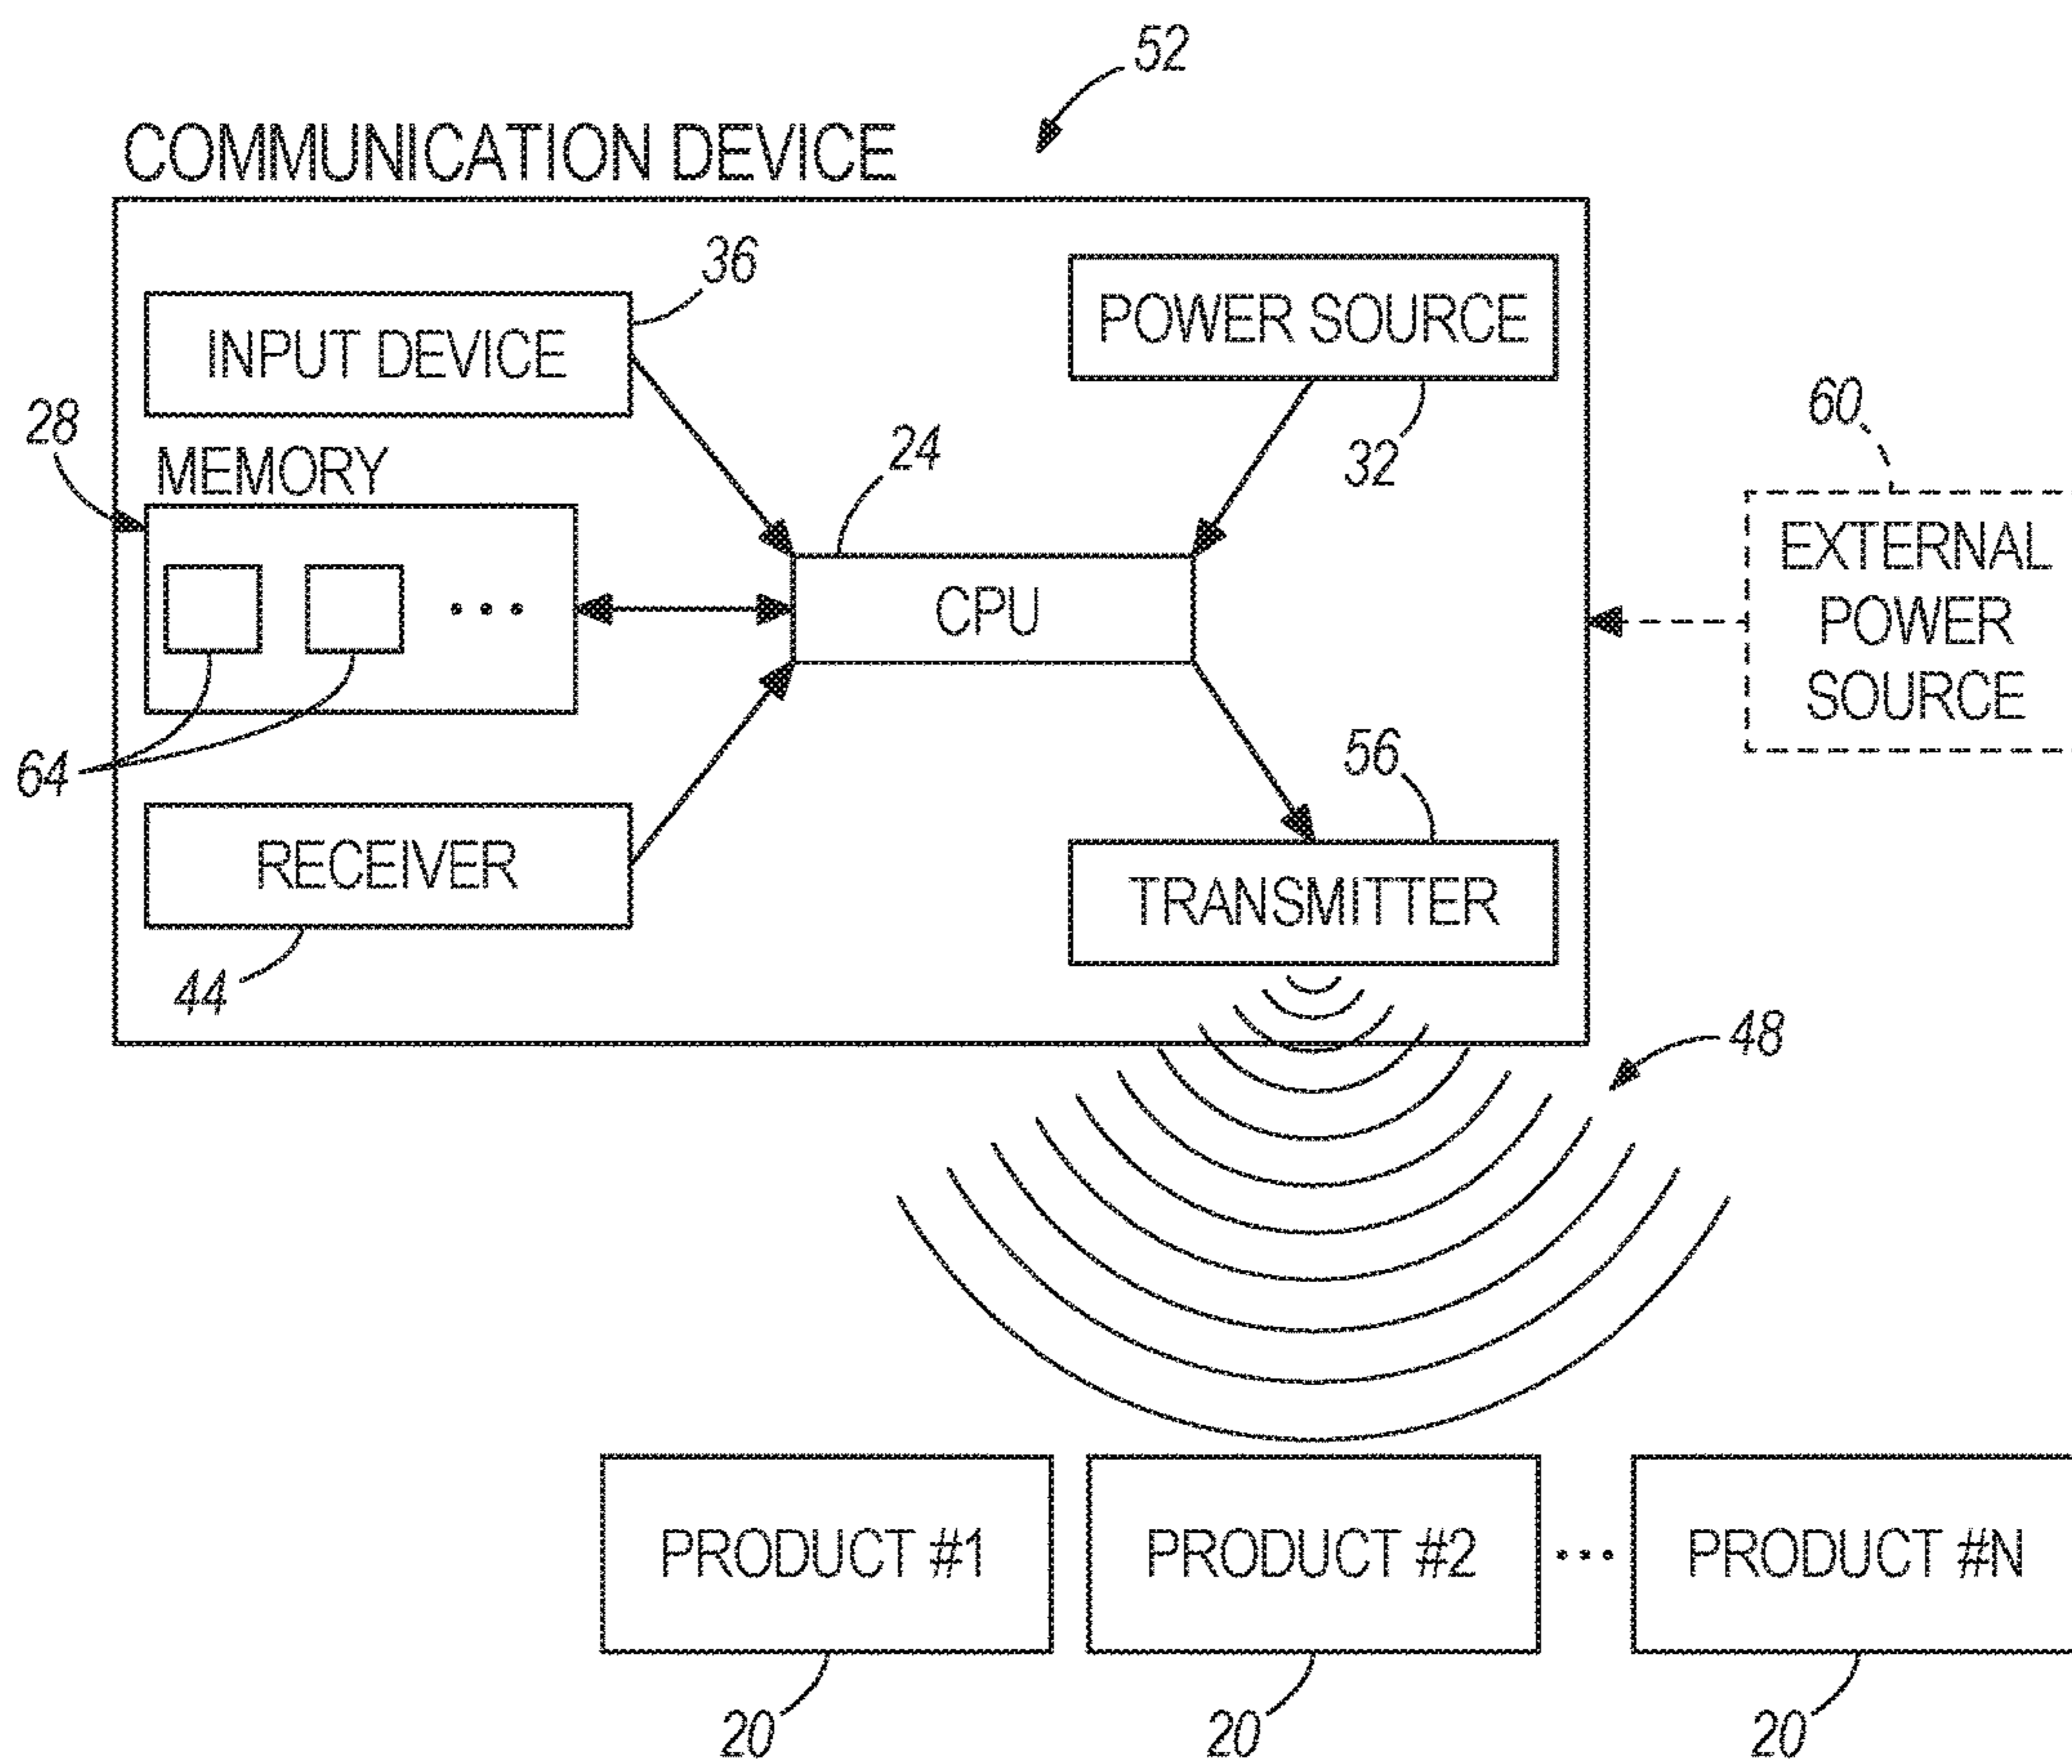 52
COMMUNICATION DEVICE
36
INPUT DEVICE
POWER SOURCE
28
MEMORY
24
32
60
CPU
EXTERNAL
POWER
SOURCE
64
56
RECEIVER
TRANSMITTER
44
48
PRODUCT #1
PRODUCT #2
PRODUCT #N
20
20
20